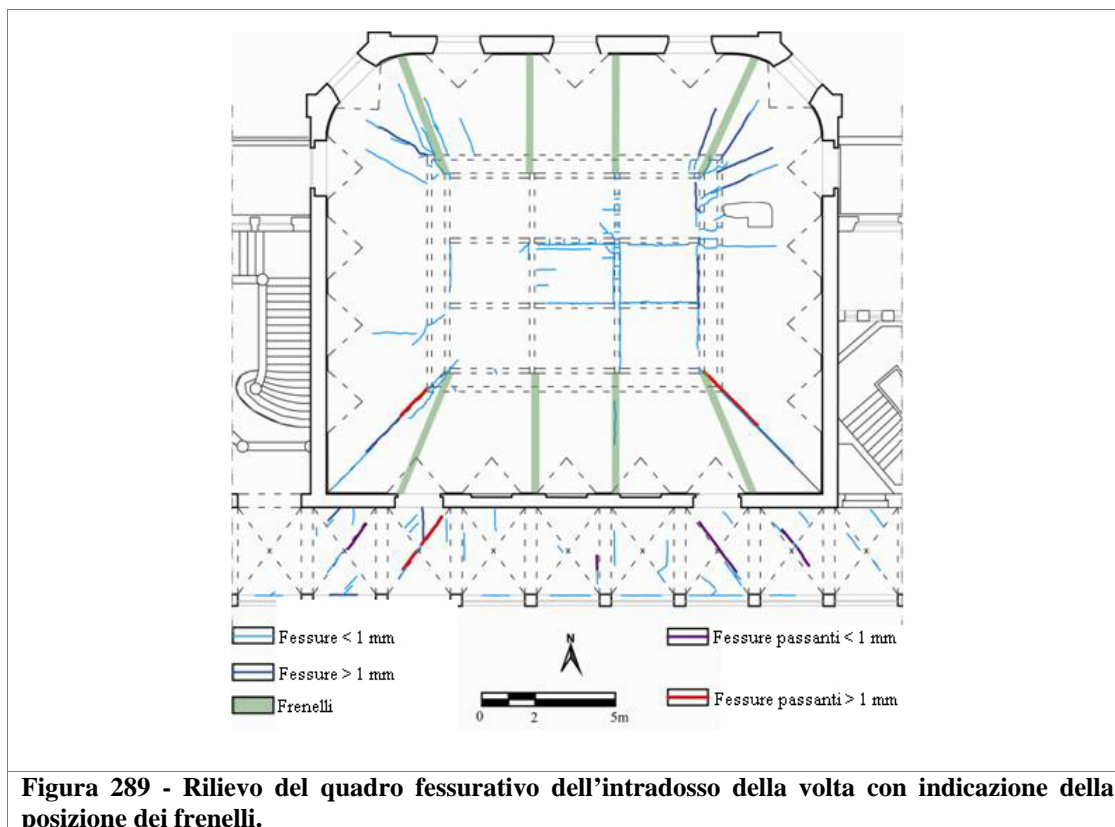 Fessure < 1 mm
Fessure > 1 mm
Frenelli
N
0 2 5m
Fessure passanti < 1 mm
Fessure passanti > 1 mm
Figura 289 - Rilievo del quadro fessurativo dell'intradosso della volta con indicazione della
posizione dei frenelli.